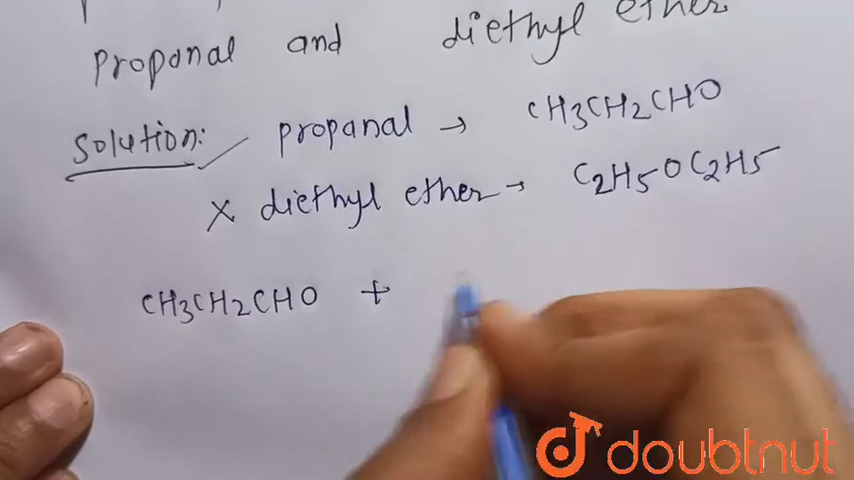 propanal and diethyl ether
Solution:
propanal → CH3CH2CHO
X diethyl ether → C2H5OC2H5
CH3CH2CHO +
doubtnut